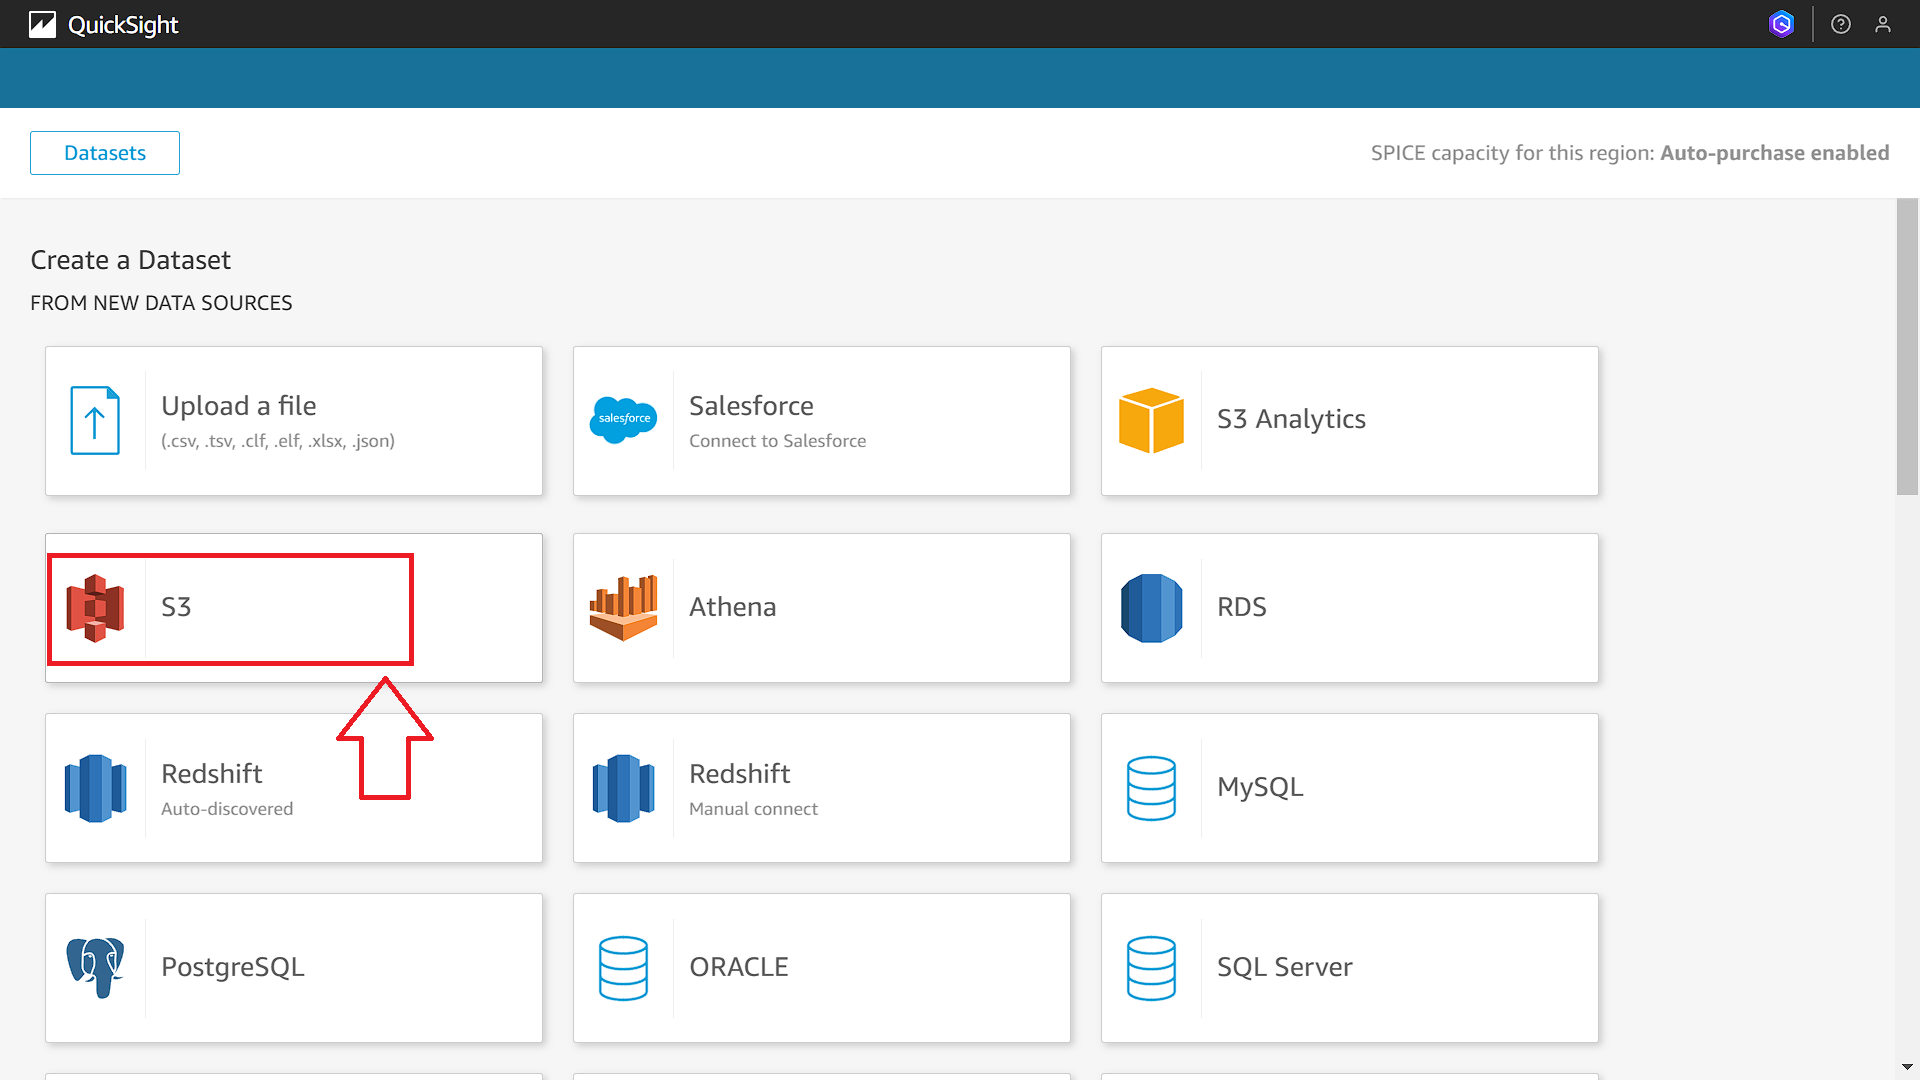 QuickSight
Datasets
SPICE capacity for this region: Auto-purchase enabled
Create a Dataset
FROM NEW DATA SOURCES
Upload a file
(.csv, .tsv, .clf, .elf, .xlsx, .json)
salesforce
Salesforce
Connect to Salesforce
S3 Analytics
S3
Athena
RDS
Redshift
Auto-discovered
Redshift
Manual connect
MySQL
PostgreSQL
ORACLE
SQL Server